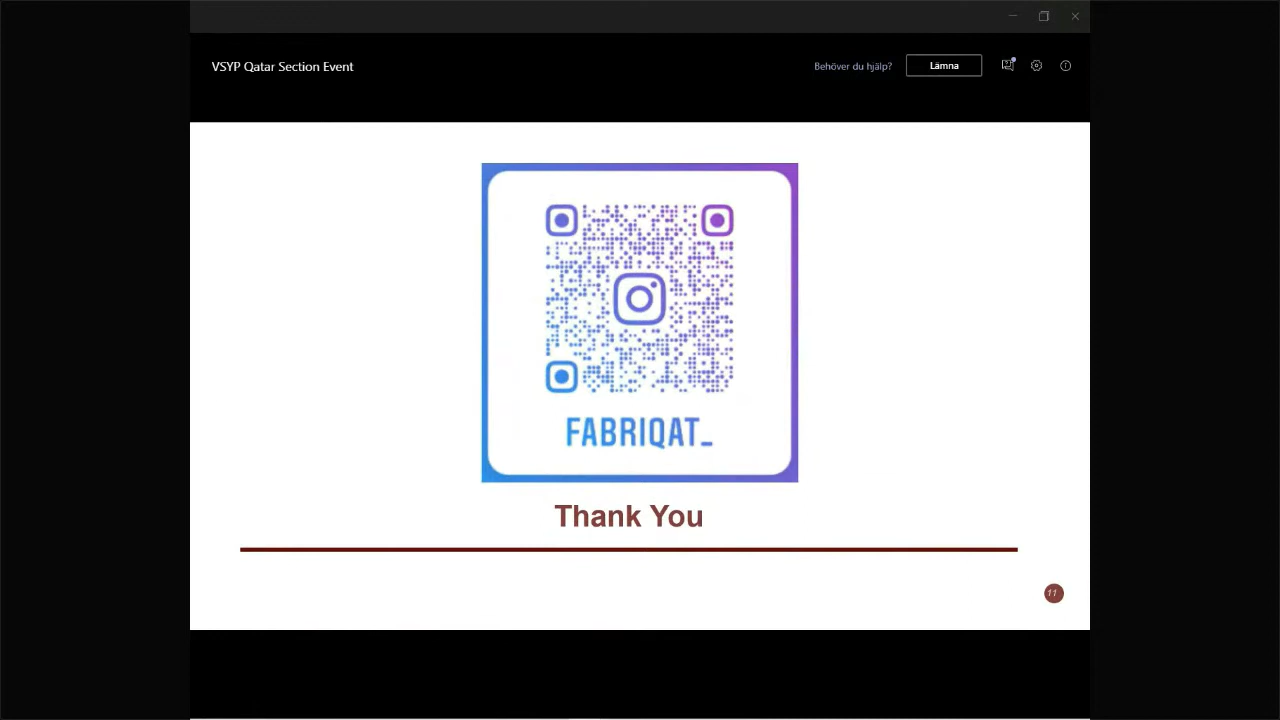 VSYP Qatar Section Event
Behöver du hjälp?
Lämna
FABRIQAT_
Thank You
11